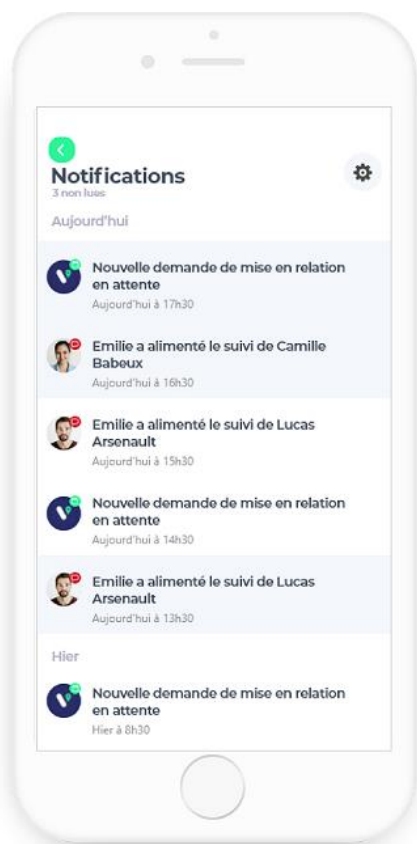 Notifications
3 non lues
Aujourd'hui
Nouvelle demande de mise en relation
en attente
Aujourd'hui à 17h30
Emilie a alimenté le suivi de Camille
Babeux
Aujourd'hui à 16h30
Emilie a alimenté le suivi de Lucas
Arsenault
Aujourd'hui à 15h30
Nouvelle demande de mise en relation
en attente
Aujourd'hui à 14h30
Emilie a alimenté le suivi de Lucas
Arsenault
Aujourd'hui à 13h30
Hier
Nouvelle demande de mise en relation
en attente
Hier à 8h30